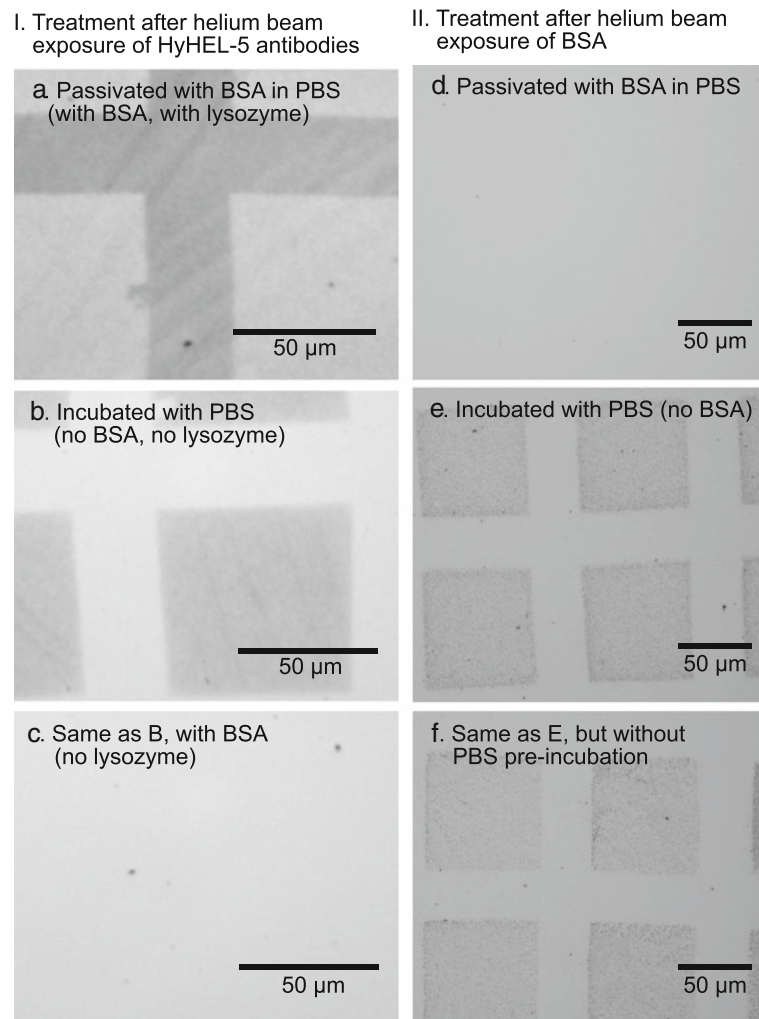 I. Treatment after helium beam
exposure of HyHEL-5 antibodies
a. Passivated with BSA in PBS
(with BSA, with lysozyme)
50 µm
b. Incubated with PBS
(no BSA, no lysozyme)
50 µm
c. Same as B, with BSA
(no lysozyme)
50 µm
II. Treatment after helium beam
exposure of BSA
d. Passivated with BSA in PBS
50 µm
e. Incubated with PBS (no BSA)
50 µm
f. Same as E, but without
PBS pre-incubation
50 µm